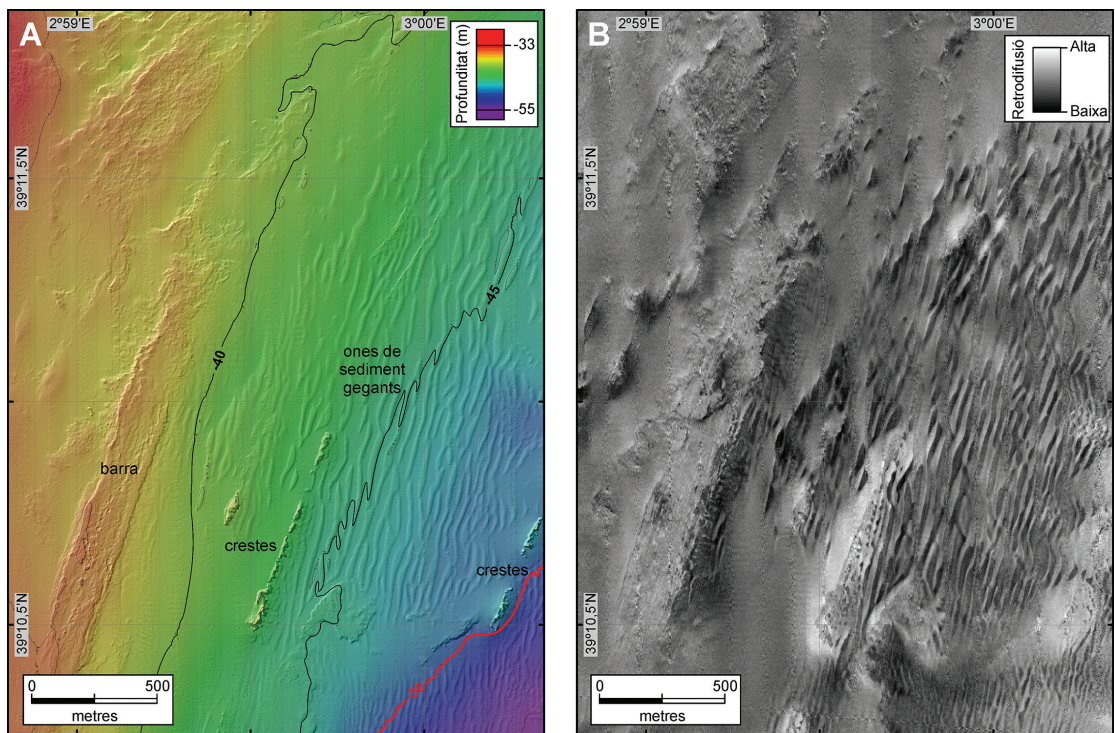 A
2°59'E
3°00'E
Profunditat (m)
-33
-55
39°11.5'N
-40
-45
ones de
sediment
gegants
barra
crestes
crestes
39°10.5'N
-50
0
500
metres
B
2°59'E
3°00'E
Retrodifusió
Alta
Baixa
39°11.5'N
39°10.5'N
0
500
metres